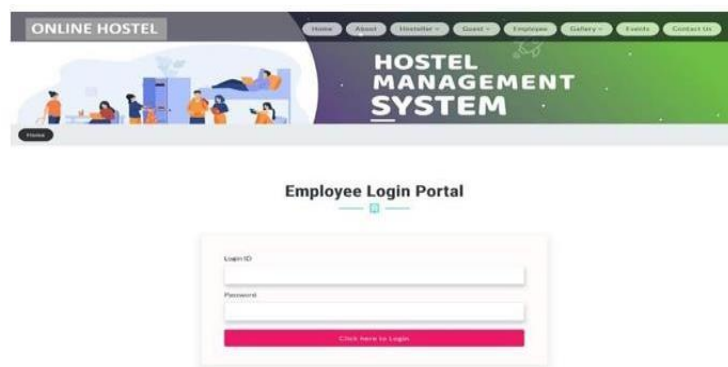 ONLINE HOSTEL
Home About Hosteller Guest Employee Gallery Events Contact Us
HOSTEL
MANAGEMENT
SYSTEM
Home
Employee Login Portal
Login ID
Password
Click here to Login